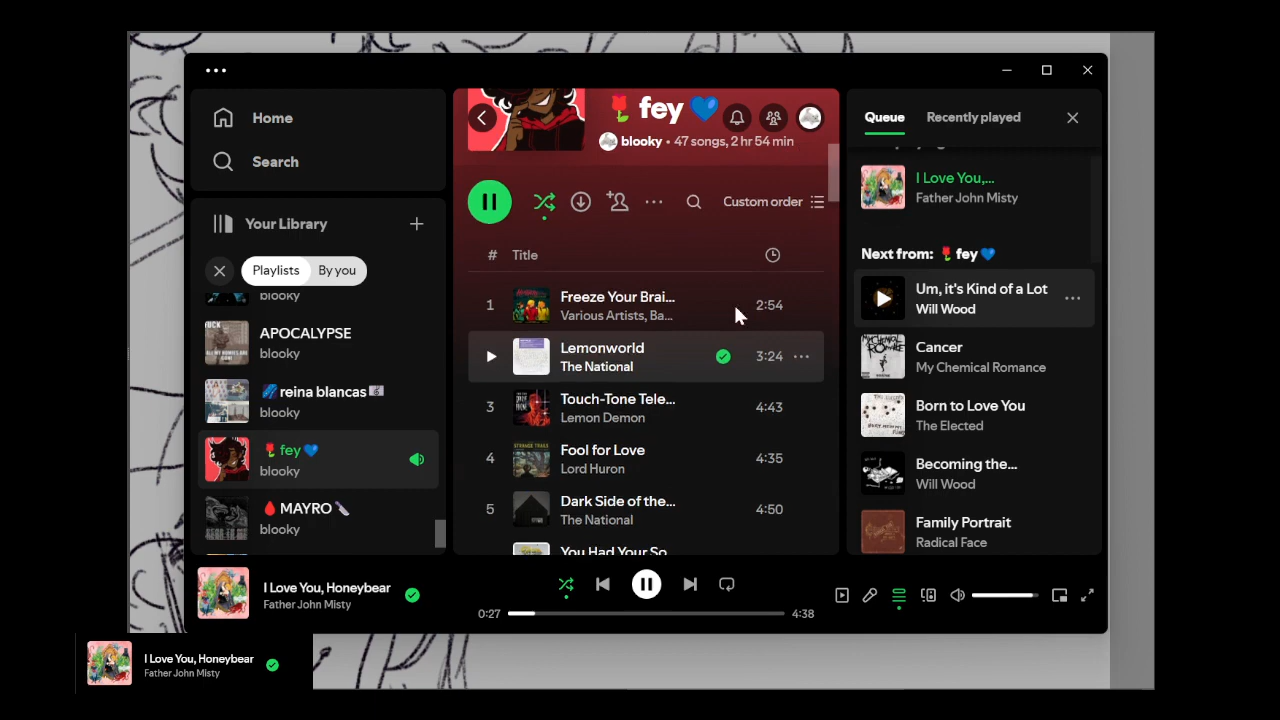 Home
Search
Your Library
Playlists
By you
blooky
APOCALYPSE
blooky
reina blancas
blooky
🌷fey💙
blooky
🩸MAYRO🔪
blooky
🌷 fey 💙
blooky • 47 songs, 2 hr 54 min
Custom order
# Title
1 Freeze Your Brai... 2:54
Various Artists, Ba...
Lemonworld 3:24
The National
3 Touch-Tone Tele... 4:43
Lemon Demon
4 Fool for Love 4:35
Lord Huron
5 Dark Side of the... 4:50
The National
You Had Your So
Queue
Recently played
I Love You,...
Father John Misty
Next from: 🌷fey💙
Um, it's Kind of a Lot
Will Wood
Cancer
My Chemical Romance
Born to Love You
The Elected
Becoming the...
Will Wood
Family Portrait
Radical Face
I Love You, Honeybear
Father John Misty
0:27
4:38
I Love You, Honeybear
Father John Misty